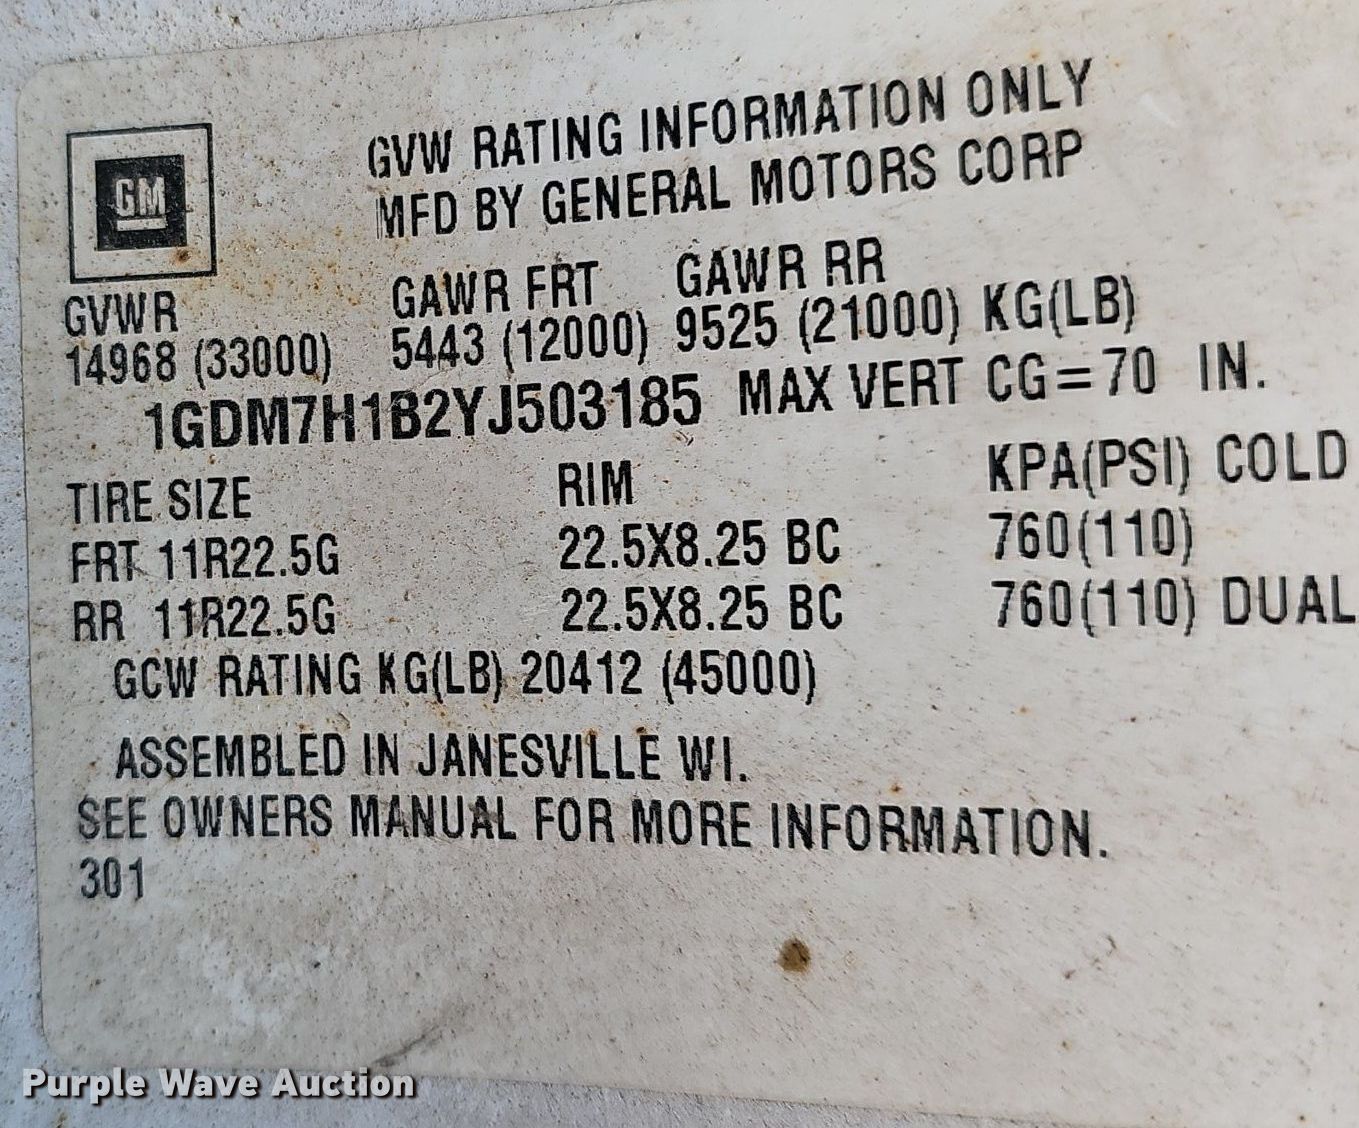 GM
GVW RATING INFORMATION ONLY
MFD BY GENERAL MOTORS CORP
GVWR GAWR FRT GAWR RR
14968 (33000) 5443 (12000) 9525 (21000) KG(LB)
1GDM7H1B2YJ503185 MAX VERT CG=70 IN.
TIRE SIZE RIM KPA(PSI) COLD
FRT 11R22.5G 22.5X8.25 BC 760(110)
RR 11R22.5G 22.5X8.25 BC 760(110) DUAL
GCW RATING KG(LB) 20412 (45000)
ASSEMBLED IN JANESVILLE WI.
SEE OWNERS MANUAL FOR MORE INFORMATION.
301
Purple Wave Auction